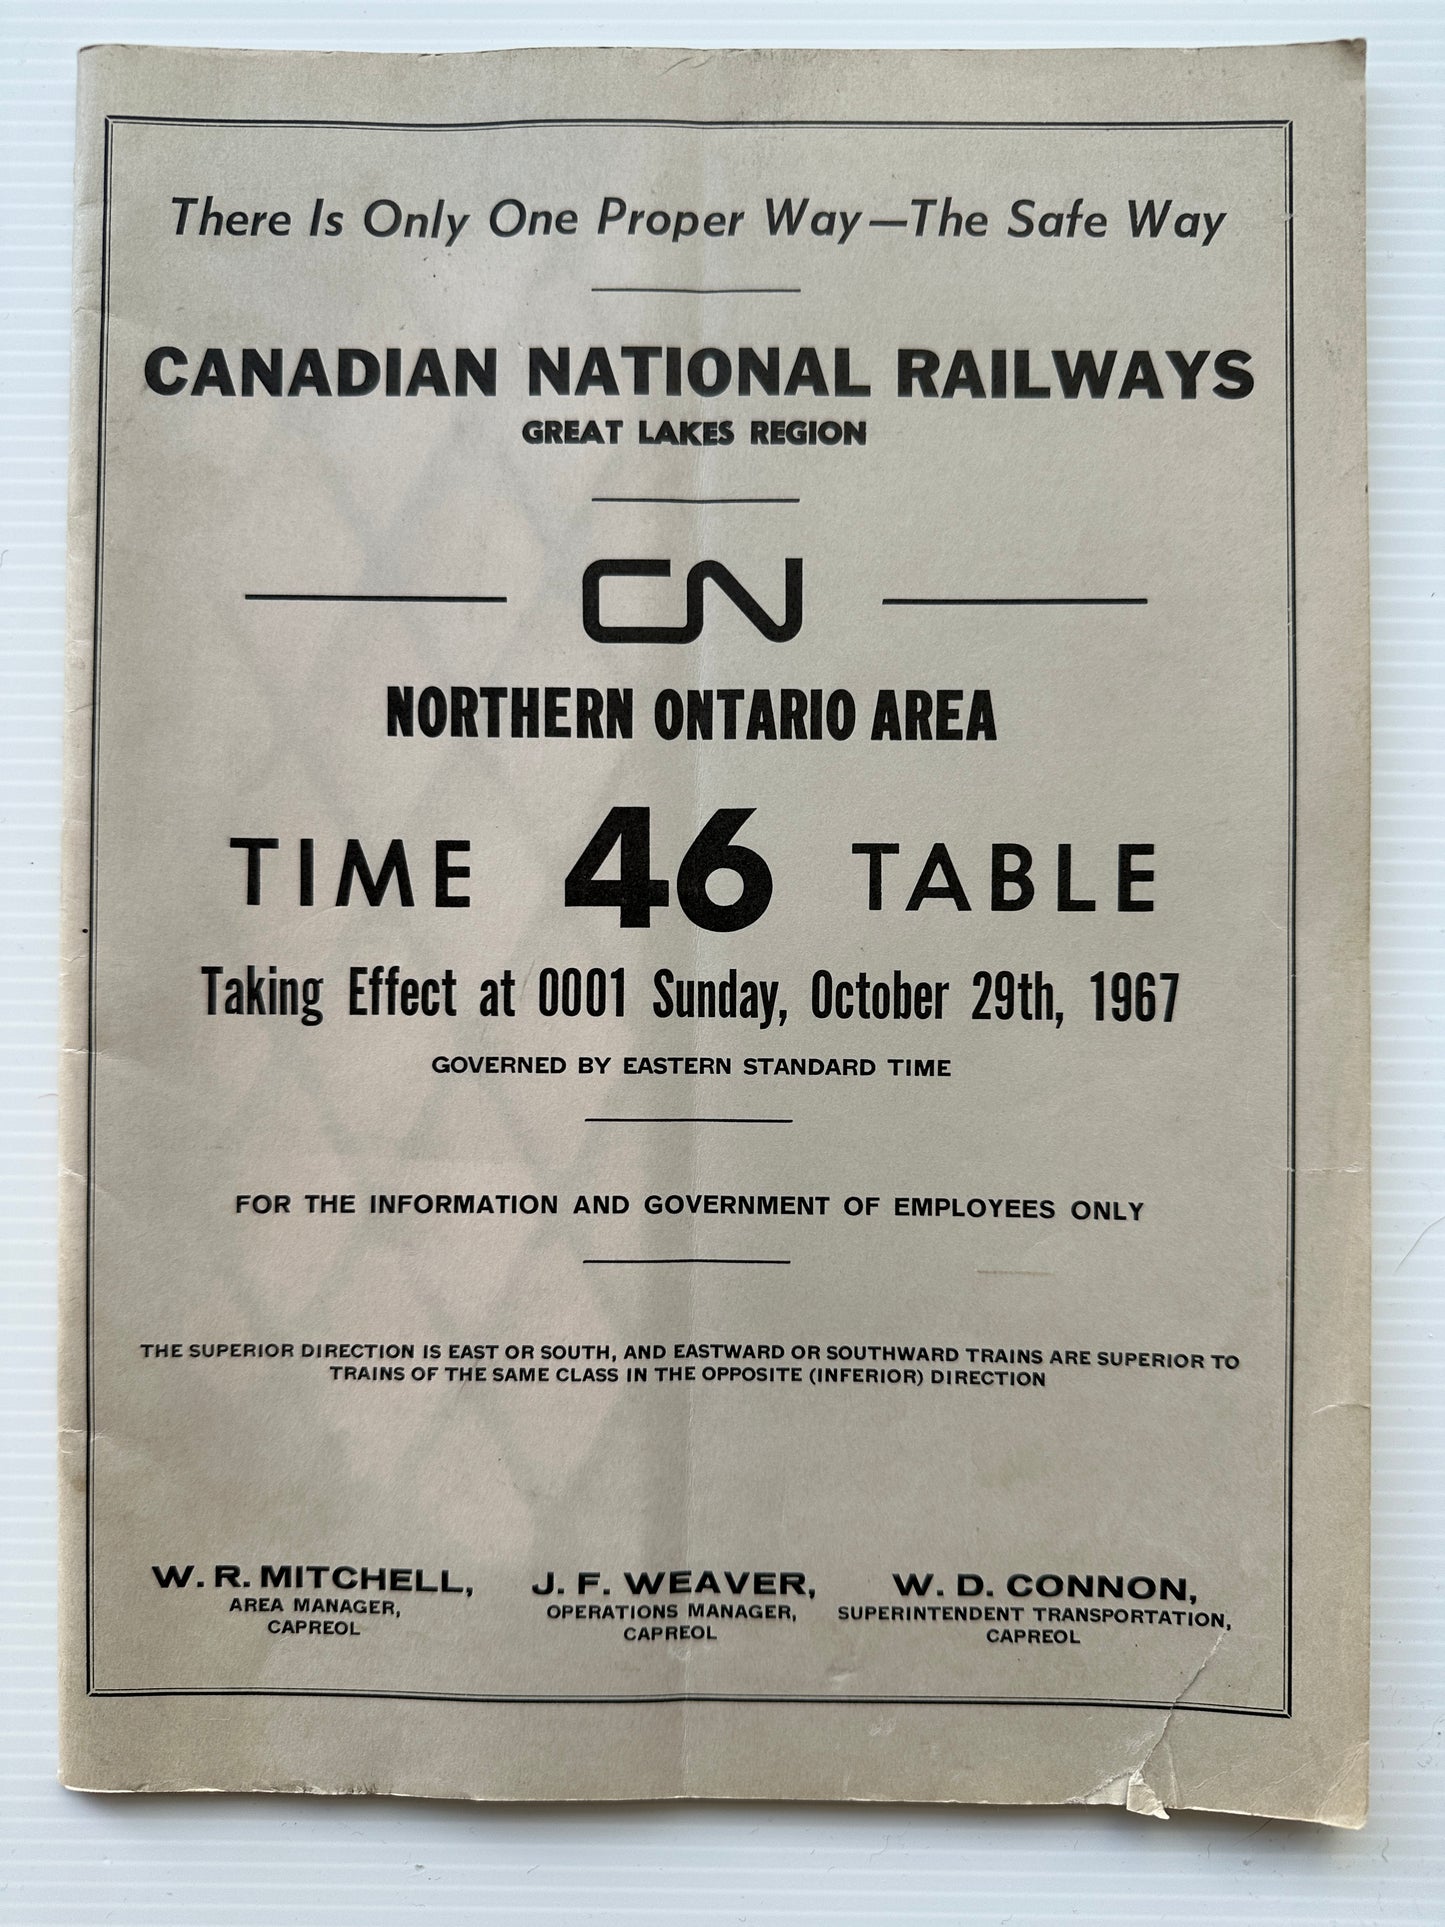 There Is Only One Proper Way—The Safe Way
CANADIAN NATIONAL RAILWAYS
GREAT LAKES REGION
CN
NORTHERN ONTARIO AREA
TIME 46 TABLE
Taking Effect at 0001 Sunday, October 29th, 1967
GOVERNED BY EASTERN STANDARD TIME
FOR THE INFORMATION AND GOVERNMENT OF EMPLOYEES ONLY
THE SUPERIOR DIRECTION IS EAST OR SOUTH, AND EASTWARD OR SOUTHWARD TRAINS ARE SUPERIOR TO
TRAINS OF THE SAME CLASS IN THE OPPOSITE (INFERIOR) DIRECTION
W. R. MITCHELL,
AREA MANAGER,
CAPREOL
J. F. WEAVER,
OPERATIONS MANAGER,
CAPREOL
W. D. CONNON,
SUPERINTENDENT TRANSPORTATION,
CAPREOL